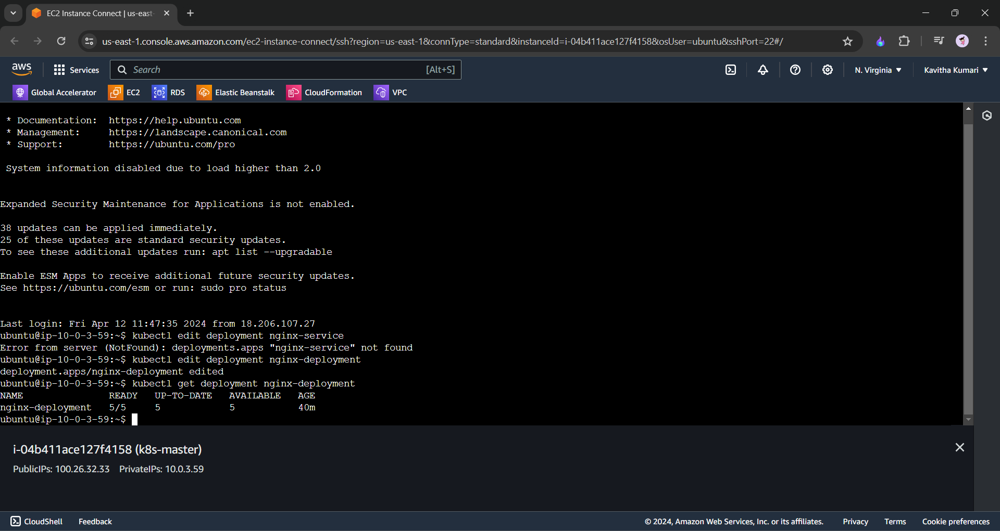 EC2 Instance Connect | us-east-
us-east-1.console.aws.amazon.com/ec2-instance-connect/ssh?region=us-east-1&connType=standard&instanceId=i-04b411ace127f4158&osUser=ubuntu&sshPort=22#/
aws Services Search [Alt+S] N. Virginia Kavitha Kumari
Global Accelerator EC2 RDS Elastic Beanstalk CloudFormation VPC
* Documentation:  https://help.ubuntu.com
* Management:     https://landscape.canonical.com
* Support:        https://ubuntu.com/pro
System information disabled due to load higher than 2.0
Expanded Security Maintenance for Applications is not enabled.
38 updates can be applied immediately.
25 of these updates are standard security updates.
To see these additional updates run: apt list --upgradable
Enable ESM Apps to receive additional future security updates.
See https://ubuntu.com/esm or run: sudo pro status
Last login: Fri Apr 12 11:47:35 2024 from 18.206.107.27
ubuntu@ip-10-0-3-59:~$ kubectl edit deployment nginx-service
Error from server (NotFound): deployments.apps "nginx-service" not found
ubuntu@ip-10-0-3-59:~$ kubectl edit deployment nginx-deployment
deployment.apps/nginx-deployment edited
ubuntu@ip-10-0-3-59:~$ kubectl get deployment nginx-deployment
NAME               READY   UP-TO-DATE   AVAILABLE   AGE
nginx-deployment   5/5     5            5           40m
ubuntu@ip-10-0-3-59:~$
i-04b411ace127f4158 (k8s-master)
PublicIPs: 100.26.32.33 PrivateIPs: 10.0.3.59
CloudShell Feedback © 2024, Amazon Web Services, Inc. or its affiliates. Privacy Terms Cookie preferences